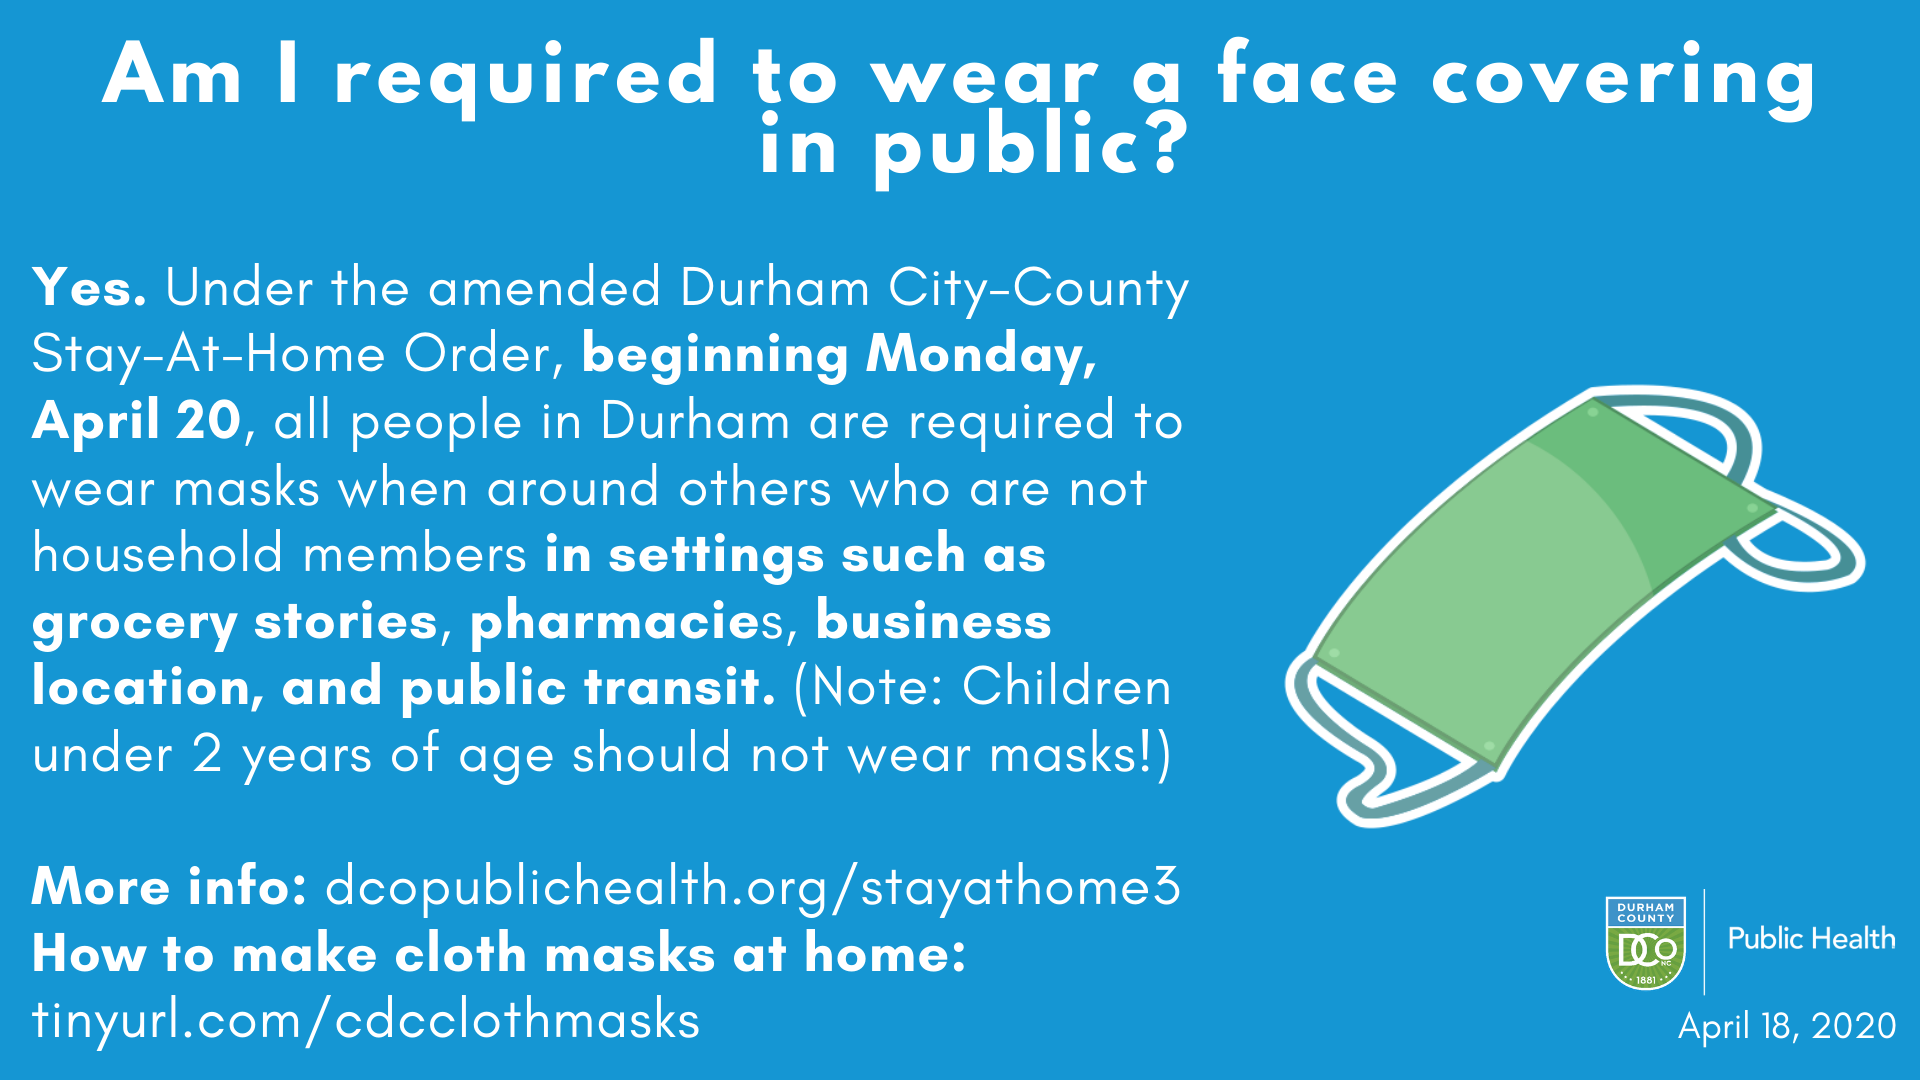 Am I required to wear a face covering
in public?
Yes. Under the amended Durham City-County
Stay-At-Home Order, beginning Monday,
April 20, all people in Durham are required to
wear masks when around others who are not
household members in settings such as
grocery stories, pharmacies, business
location, and public transit. (Note: Children
under 2 years of age should not wear masks!)
More info: dcopublichealth.org/stayathome3
How to make cloth masks at home:
tinyurl.com/cdcclothmasks
DURHAM
COUNTY
DCo
NC
1881
Public Health
April 18, 2020